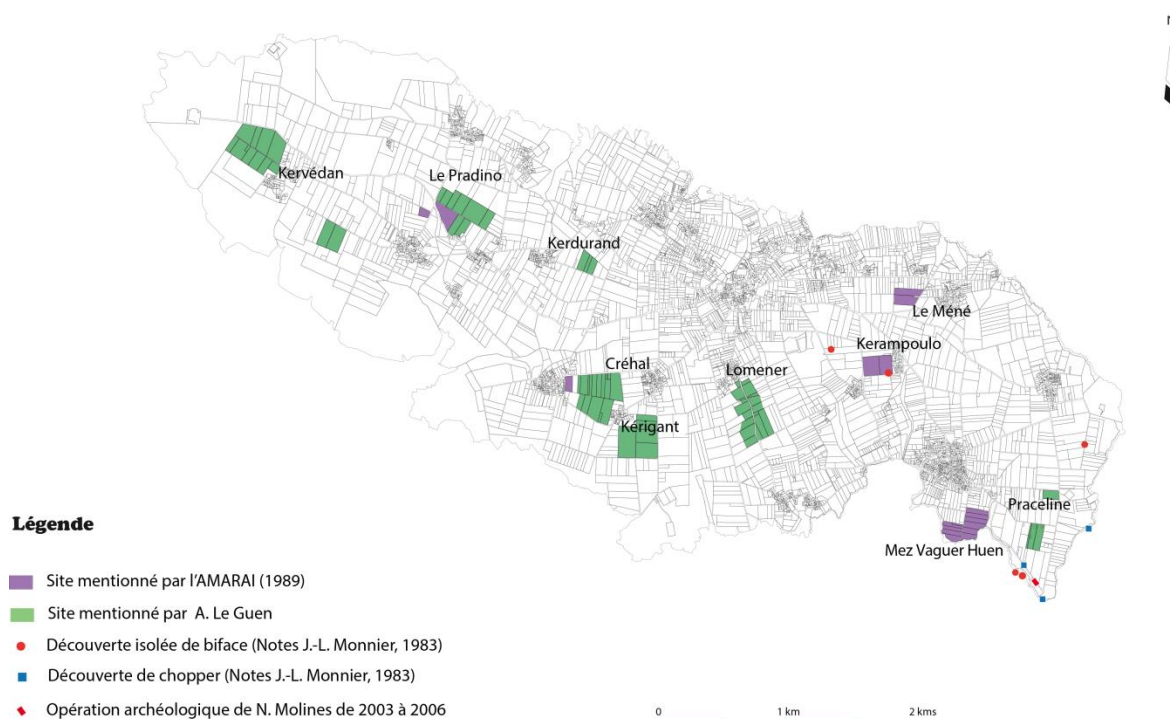 N
Kervédan
Le Pradino
Kerdurand
Le Méné
Kerampoulo
Créhal
Lomener
Kerigant
Praceline
Mez Vaguer Huen
Légende
Site mentionné par l'AMARAI (1989)
Site mentionné par A. Le Guen
Découverte isolée de biface (Notes J.-L. Monnier, 1983)
Découverte de chopper (Notes J.-L. Monnier, 1983)
Opération archéologique de N. Molines de 2003 à 2006
0 1 km 2 kms